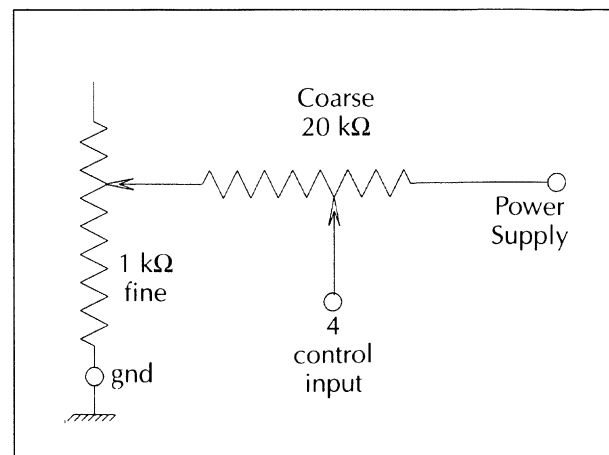 Coarse
20 kΩ
Power
Supply
1 kΩ
fine
4
control
input
gnd